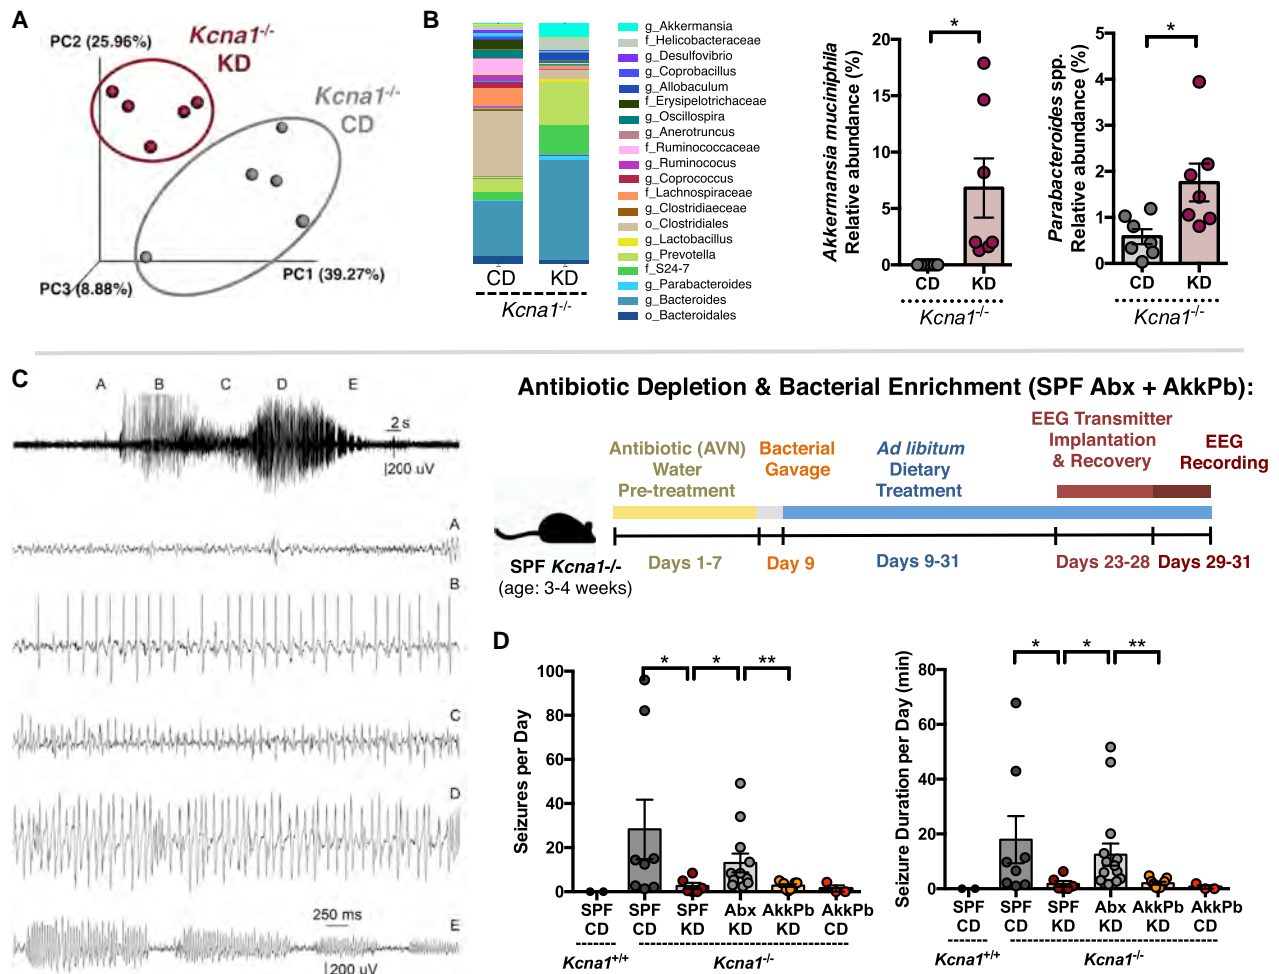 A
PC2 (25.96%)
Kcna1-/-
KD
Kcna1-/-
CD
PC1 (39.27%)
PC3 (8.88%)
B
CD
KD
Kcna1-/-
g_Akkermansia
f_Helicobacteraceae
g_Desulfovibrio
g_Coprobacillus
g_Allobaculum
f_Erysipelotrichaceae
g_Oscillospira
g_Anerotruncus
f_Ruminococcaceae
g_Ruminococus
g_Coprococcus
f_Lachnospiraceae
g_Clostridiaeceae
o_Clostridiales
g_Lactobacillus
g_Prevotella
f_S24-7
g_Parabacteroides
g_Bacteroides
o_Bacteroidales
Akkermansia muciniphila
Relative abundance (%)
20
15
10
5
0
*
CD
KD
Kcna1-/-
Parabacteroides spp.
Relative abundance (%)
5
4
3
2
1
0
*
CD
KD
Kcna1-/-
C
A
B
C
D
E
2 s
200 uV
A
B
C
D
250 ms
E
200 uV
Antibiotic Depletion & Bacterial Enrichment (SPF Abx + AkkPb):
Antibiotic (AVN)
Water
Pre-treatment
Bacterial
Gavage
Ad libitum
Dietary
Treatment
EEG Transmitter
Implantation
& Recovery
EEG
Recording
SPF Kcna1-/-
(age: 3-4 weeks)
Days 1-7
Day 9
Days 9-31
Days 23-28
Days 29-31
D
Seizures per Day
100
80
60
40
20
0
*
*
**
SPF CD
SPF CD
SPF KD
Abx KD
AkkPb KD
AkkPb CD
Kcna1+/+
Kcna1-/-
Seizure Duration per Day (min)
80
60
40
20
0
*
*
**
SPF CD
SPF CD
SPF KD
Abx KD
AkkPb KD
AkkPb CD
Kcna1+/+
Kcna1-/-